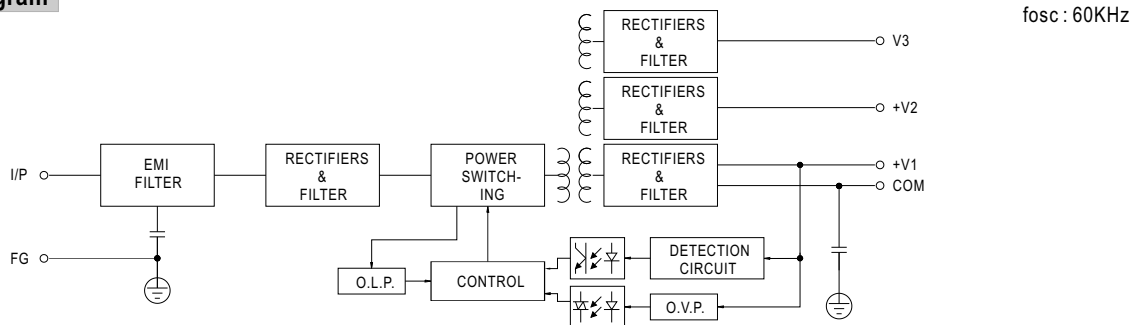 gram
fosc : 60KHz
RECTIFIERS
&
FILTER
V3
RECTIFIERS
&
FILTER
+V2
I/P
EMI
FILTER
RECTIFIERS
&
FILTER
POWER
SWITCH-
ING
RECTIFIERS
&
FILTER
+V1
COM
FG
O.L.P.
CONTROL
DETECTION
CIRCUIT
O.V.P.